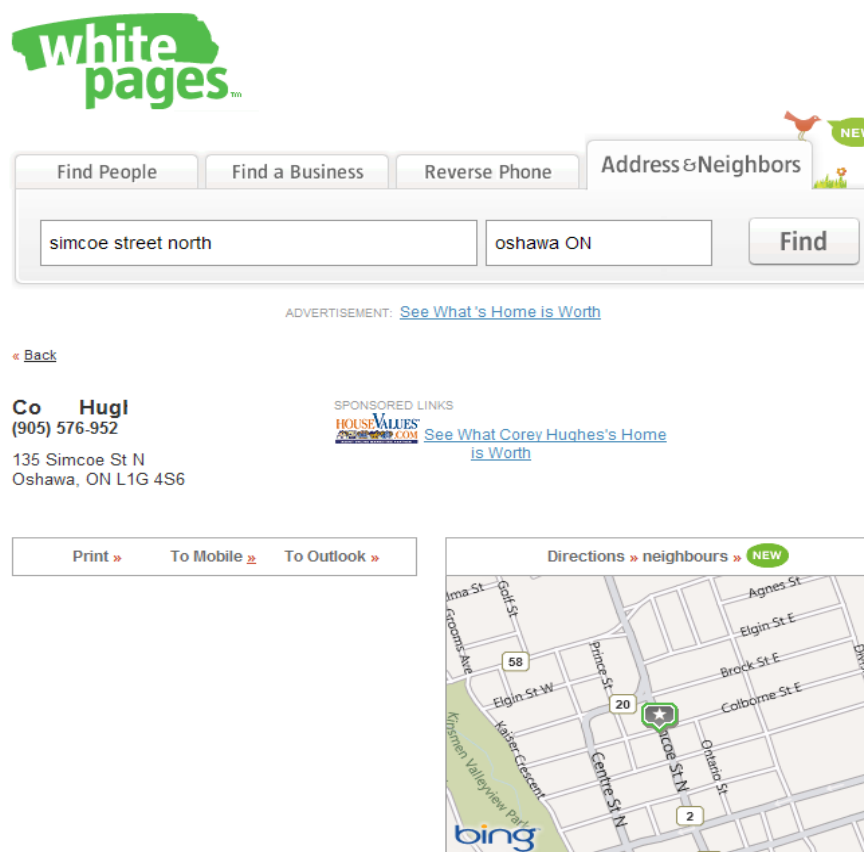 white
pages™
NEW
Find People
Find a Business
Reverse Phone
Address & Neighbors
simcoe street north
oshawa ON
Find
ADVERTISEMENT: See What 's Home is Worth
« Back
Co Hugl
(905) 576-952
135 Simcoe St N
Oshawa, ON L1G 4S6
SPONSORED LINKS
HOUSEVALUES
.COM
See What Corey Hughes's Home
is Worth
Print »
To Mobile »
To Outlook »
Directions » neighbours » NEW
lma St
Golf St
Agnes St
Grooms Ave
Elgin St E
58
Prince St
Brock St E
Elgin St W
20
Colborne St E
Kinsmen Valleyview Park
Kaiser Crescent
Centre St N
mcoe St N
Ontario St
2
bing